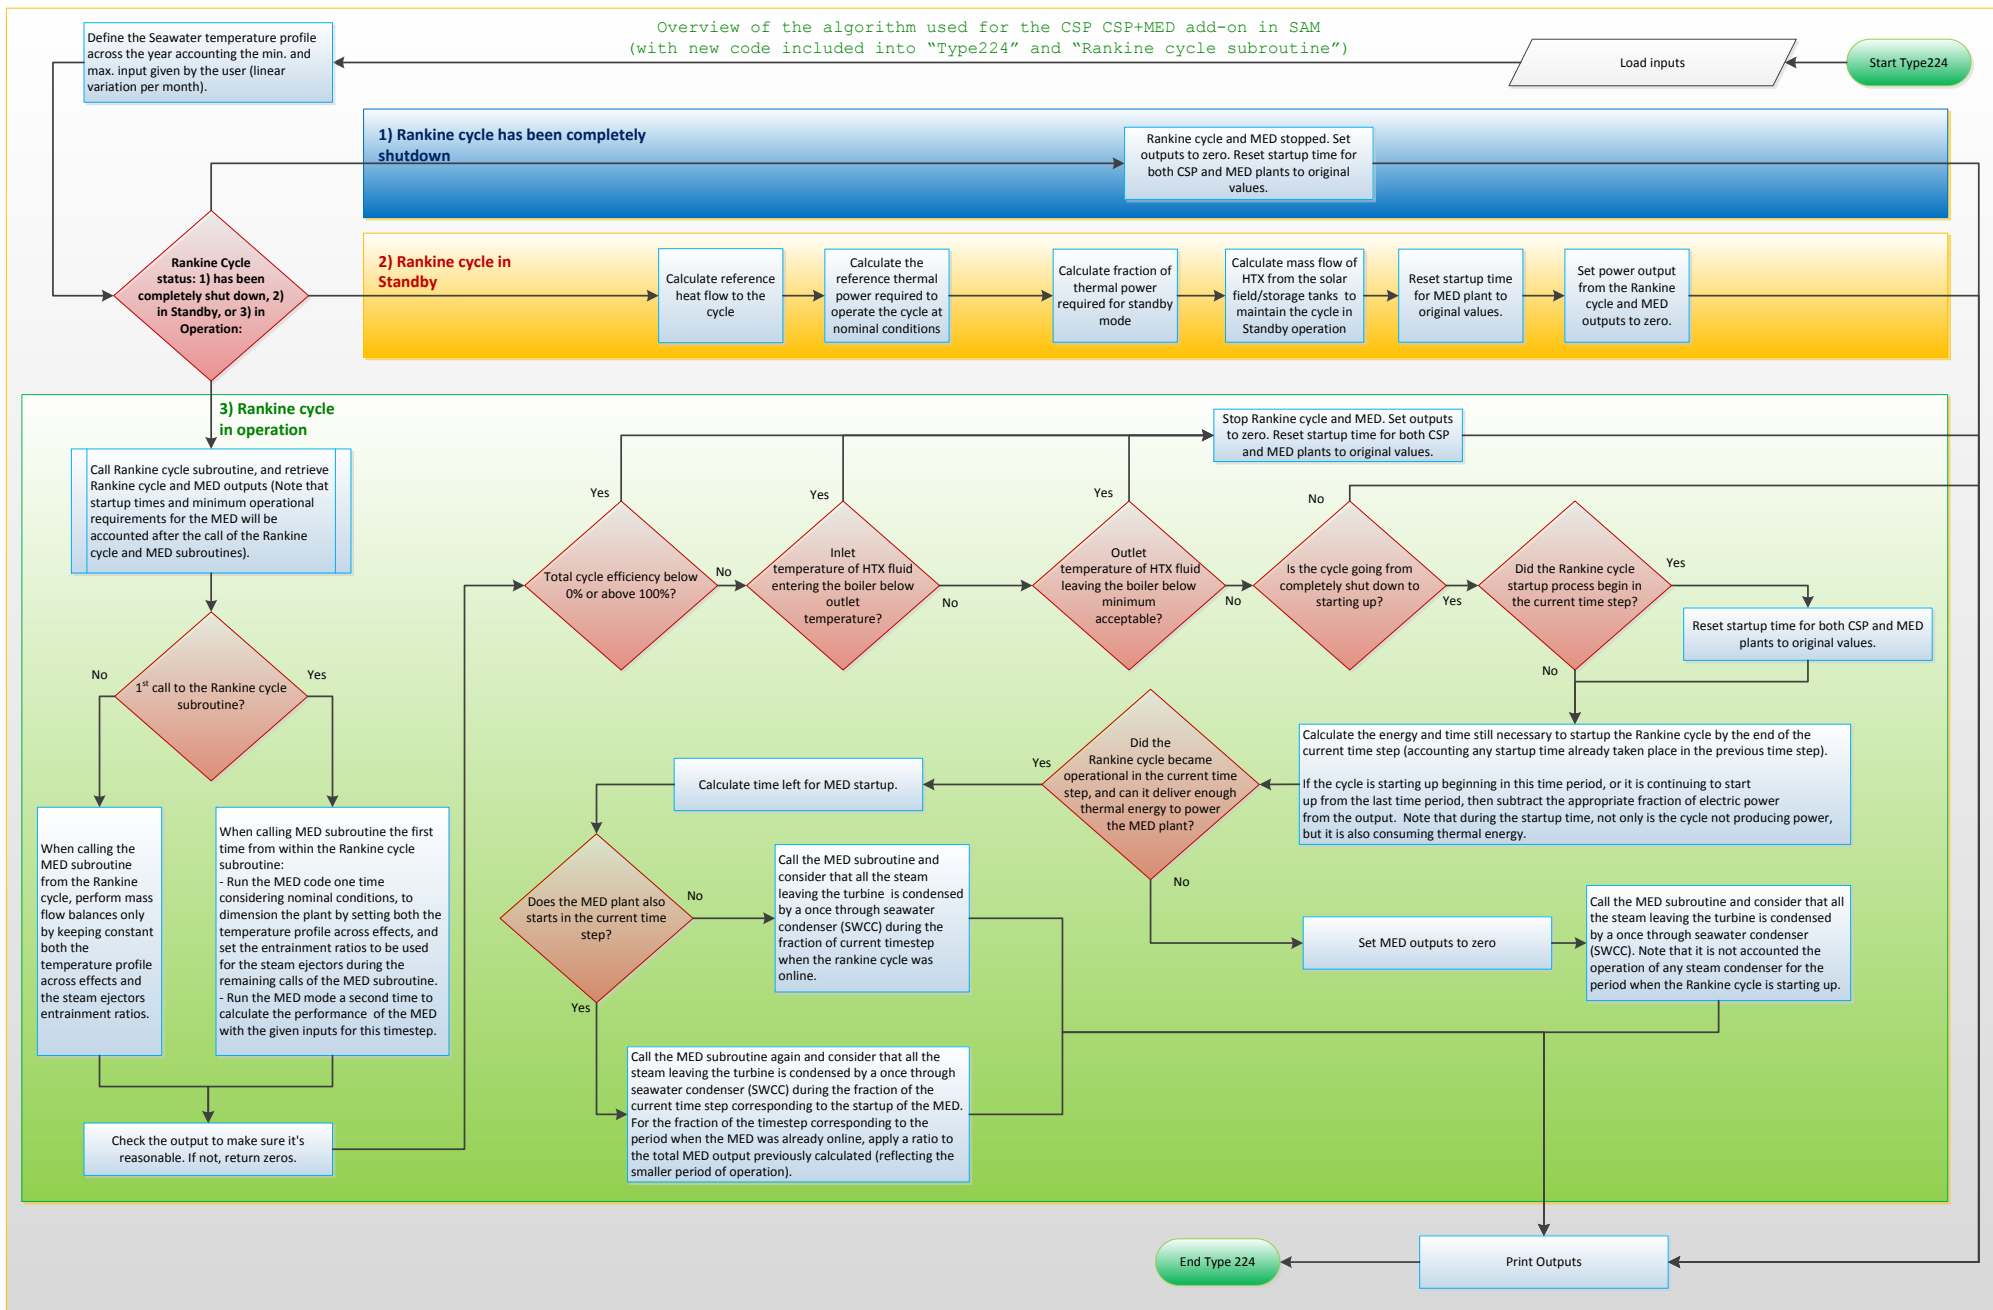 Overview of the algorithm used for the CSP CSP+MED add-on in SAM
(with new code included into “Type224” and “Rankine cycle subroutine”)
Start Type224
Load inputs
Define the Seawater temperature profile
across the year accounting the min. and
max. input given by the user (linear
variation per month).
Rankine Cycle
status: 1) has been
completely shut down, 2)
in Standby, or 3) in
Operation:
1) Rankine cycle has been completely
shutdown
Rankine cycle and MED stopped. Set
outputs to zero. Reset startup time for
both CSP and MED plants to original
values.
2) Rankine cycle in
Standby
Calculate reference
heat flow to the
cycle
Calculate the
reference thermal
power required to
operate the cycle at
nominal conditions
Calculate fraction of
thermal power
required for standby
mode
Calculate mass flow of
HTX from the solar
field/storage tanks to
maintain the cycle in
Standby operation
Reset startup time
for MED plant to
original values.
Set power output
from the Rankine
cycle and MED
outputs to zero.
3) Rankine cycle
in operation
Call Rankine cycle subroutine, and retrieve
Rankine cycle and MED outputs (Note that
startup times and minimum operational
requirements for the MED will be
accounted after the call of the Rankine
cycle and MED subroutines).
1st call to the Rankine cycle
subroutine?
No
Yes
When calling the
MED subroutine
from the Rankine
cycle, perform mass
flow balances only
by keeping constant
both the
temperature profile
across effects and
the steam ejectors
entrainment ratios.
When calling MED subroutine the first
time from within the Rankine cycle
subroutine:
- Run the MED code one time
considering nominal conditions, to
dimension the plant by setting both the
temperature profile across effects, and
set the entrainment ratios to be used
for the steam ejectors during the
remaining calls of the MED subroutine.
- Run the MED mode a second time to
calculate the performance of the MED
with the given inputs for this timestep.
Check the output to make sure it's
reasonable. If not, return zeros.
Total cycle efficiency below
0% or above 100%?
Yes
No
Inlet
temperature of HTX fluid
entering the boiler below
outlet
temperature?
Yes
No
Outlet
temperature of HTX fluid
leaving the boiler below
minimum
acceptable?
Yes
No
Stop Rankine cycle and MED. Set outputs
to zero. Reset startup time for both CSP
and MED plants to original values.
Is the cycle going from
completely shut down to
starting up?
No
Yes
Did the Rankine cycle
startup process begin in
the current time step?
Yes
No
Reset startup time for both CSP and MED
plants to original values.
Calculate the energy and time still necessary to startup the Rankine cycle by the end of the
current time step (accounting any startup time already taken place in the previous time step).
If the cycle is starting up beginning in this time period, or it is continuing to start
up from the last time period, then subtract the appropriate fraction of electric power
from the output. Note that during the startup time, not only is the cycle not producing power,
but it is also consuming thermal energy.
Did the
Rankine cycle became
operational in the current time
step, and can it deliver enough
thermal energy to power
the MED plant?
Yes
No
Calculate time left for MED startup.
Does the MED plant also
starts in the current time
step?
No
Yes
Call the MED subroutine and
consider that all the steam
leaving the turbine is condensed
by a once through seawater
condenser (SWCC) during the
fraction of current timestep
when the rankine cycle was
online.
Set MED outputs to zero
Call the MED subroutine and consider that all
the steam leaving the turbine is condensed
by a once through seawater condenser
(SWCC). Note that it is not accounted the
operation of any steam condenser for the
period when the Rankine cycle is starting up.
Call the MED subroutine again and consider that all the
steam leaving the turbine is condensed by a once through
seawater condenser (SWCC) during the fraction of the
current time step corresponding to the startup of the MED.
For the fraction of the timestep corresponding to the
period when the MED was already online, apply a ratio to
the total MED output previously calculated (reflecting the
smaller period of operation).
Print Outputs
End Type 224